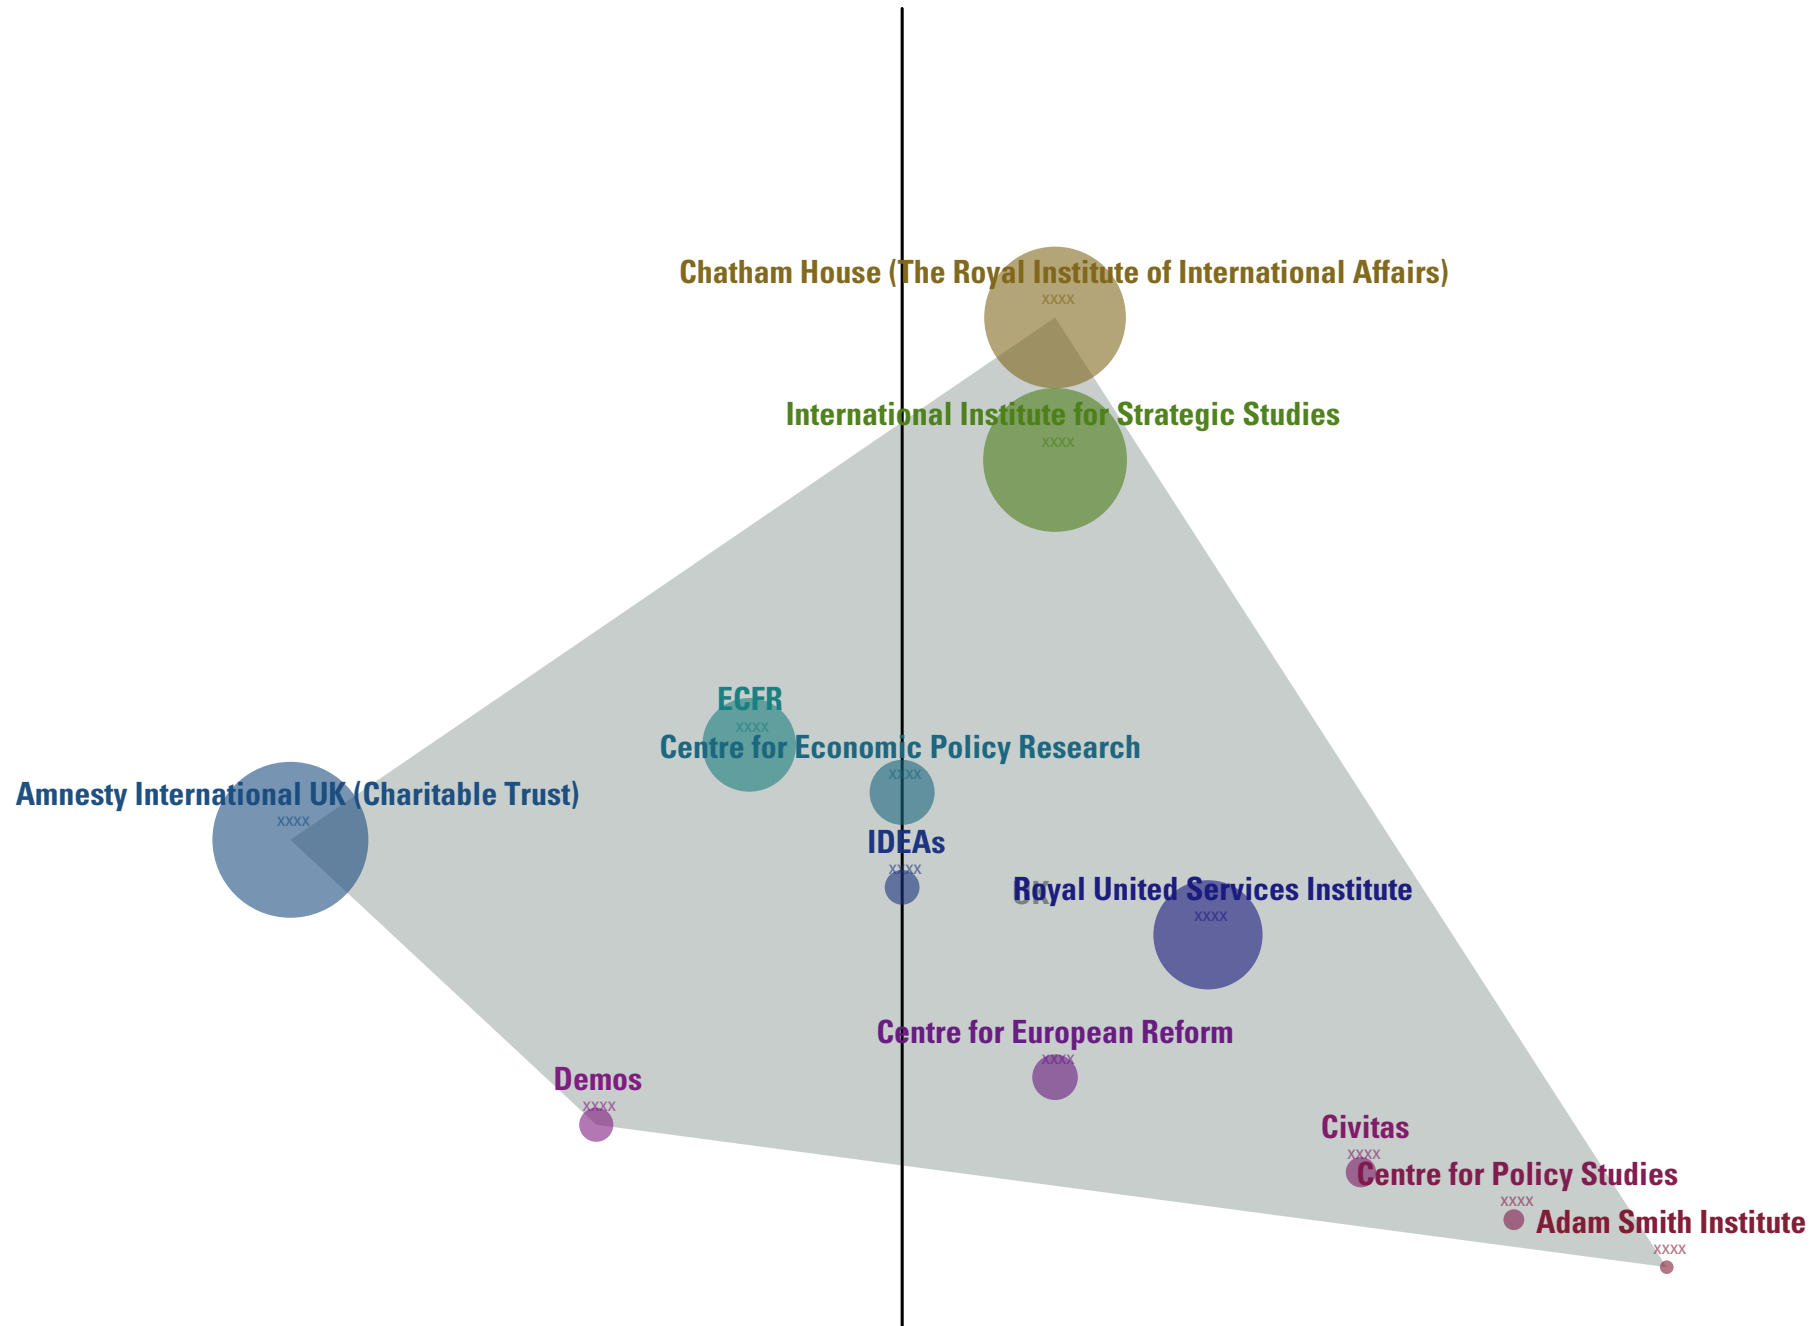 Chatham House (The Royal Institute of International Affairs)
xxxx
International Institute for Strategic Studies
xxxx
ECFR
xxxx
Centre for Economic Policy Research
xxxx
Amnesty International UK (Charitable Trust)
xxxx
IDEAs
xxxx
UK
Royal United Services Institute
xxxx
Centre for European Reform
xxxx
Demos
xxxx
Civitas
xxxx
Centre for Policy Studies
xxxx
Adam Smith Institute
xxxx